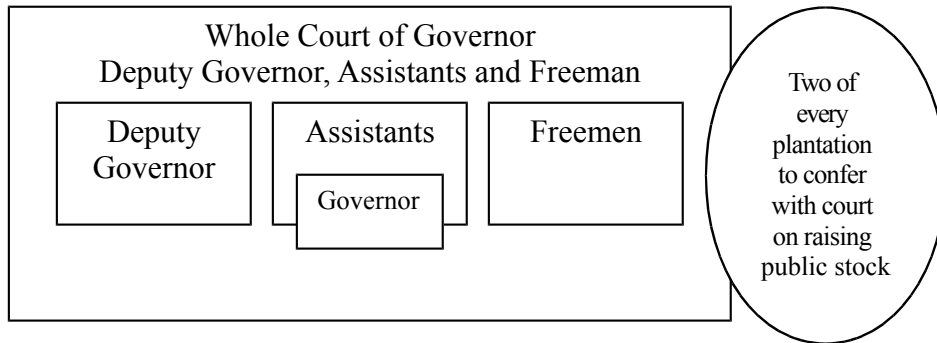 Whole Court of Governor
Deputy Governor, Assistants and Freeman
Deputy
Governor
Assistants
Governor
Freemen
Two of
every
plantation
to confer
with court
on raising
public stock